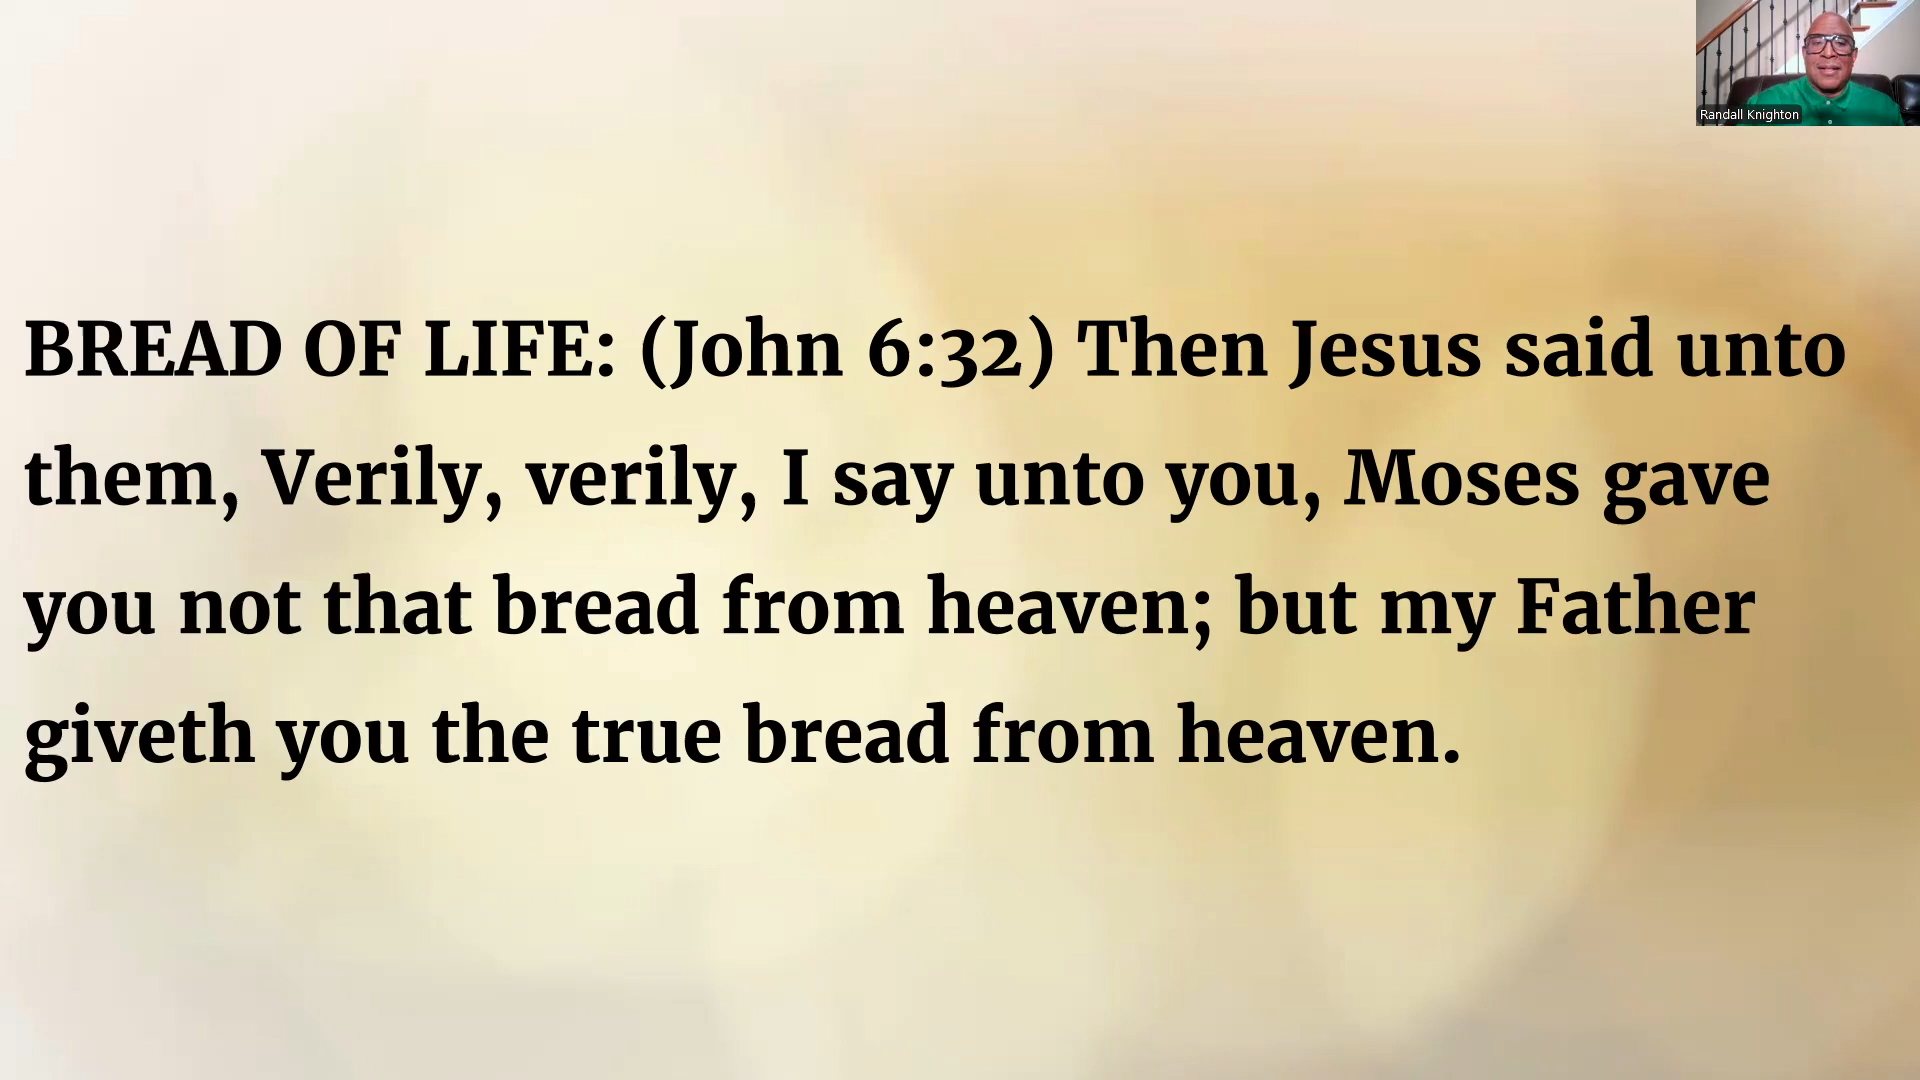 Randall Knighton
BREAD OF LIFE: (John 6:32) Then Jesus said unto
them, Verily, verily, I say unto you, Moses gave
you not that bread from heaven; but my Father
giveth you the true bread from heaven.